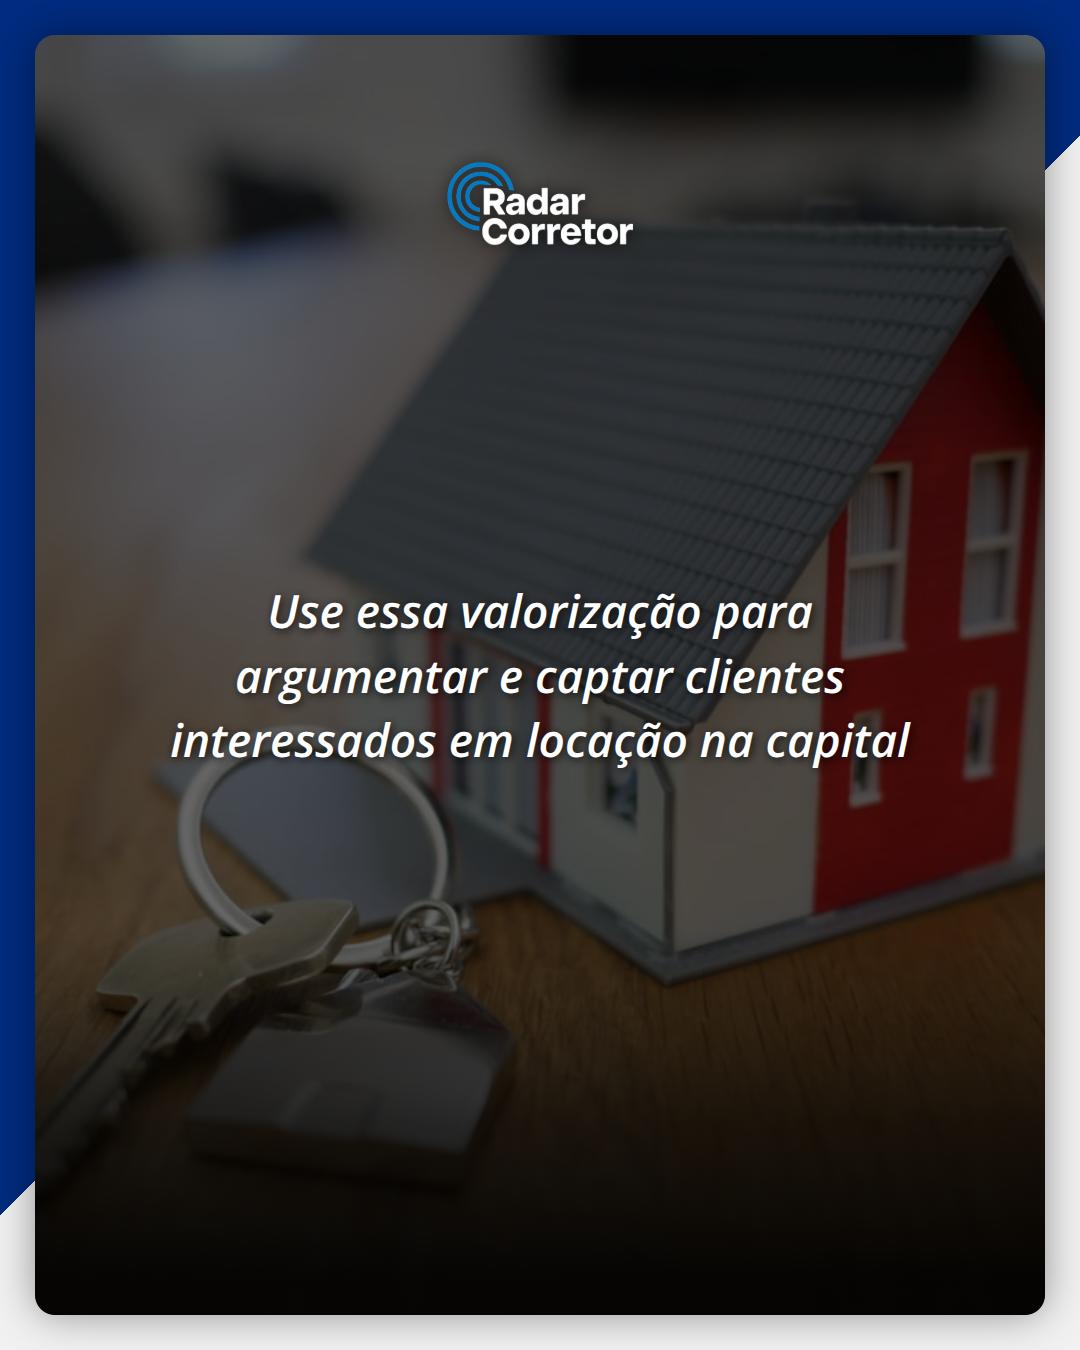 Radar
Corretor
Use essa valorização para
argumentar e captar clientes
interessados em locação na capital